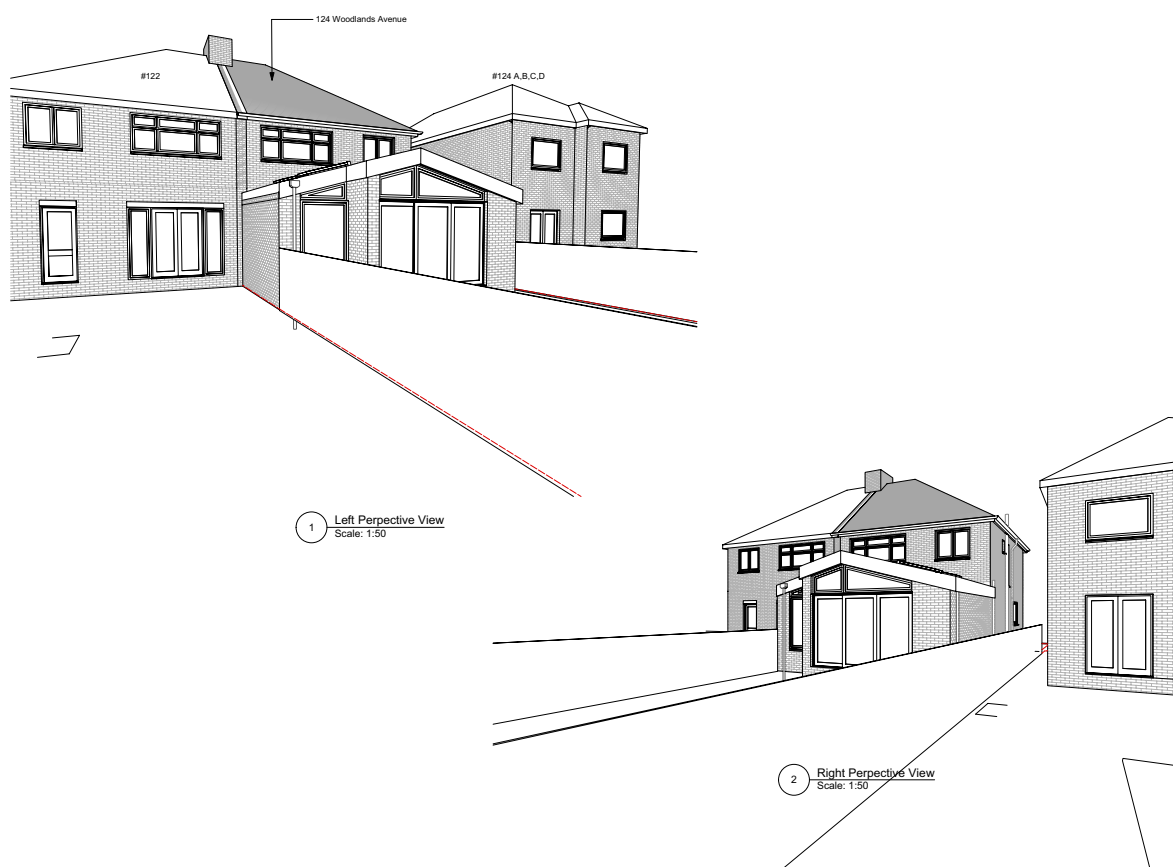 124 Woodlands Avenue
#122
#124 A,B,C,D
1
Left Perpective View
Scale: 1:50
2
Right Perpective View
Scale: 1:50